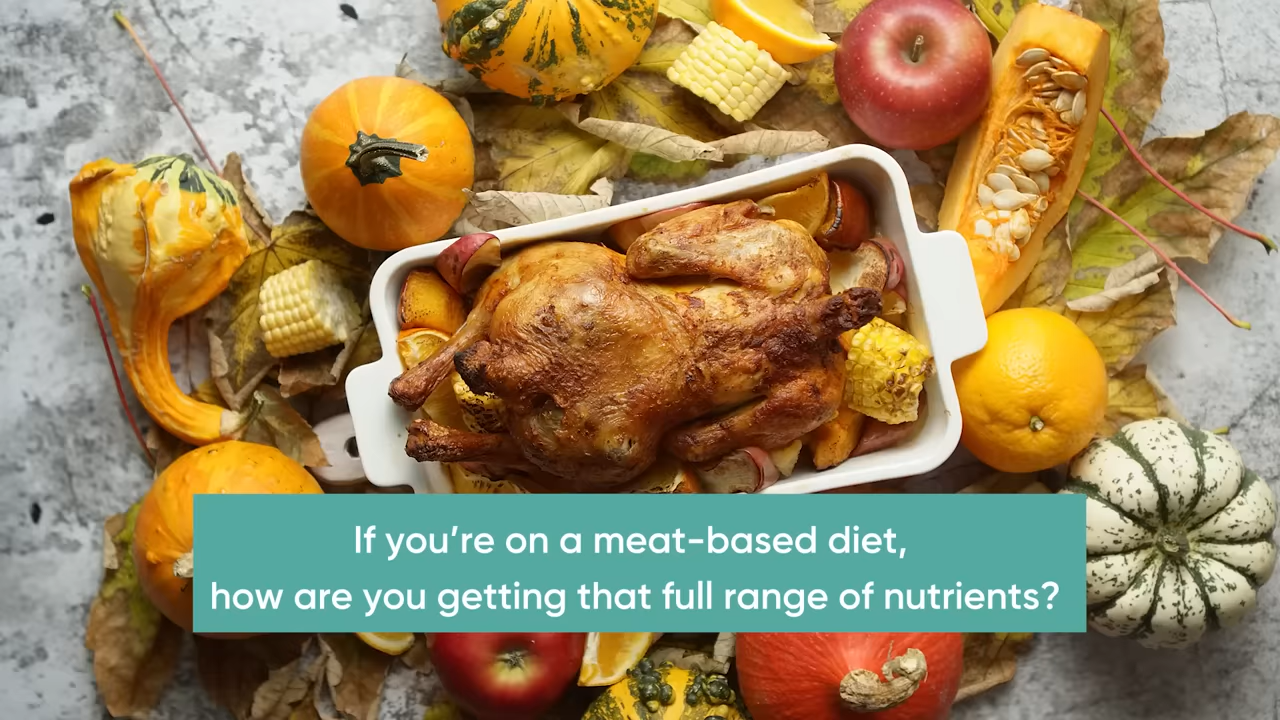 If you’re on a meat-based diet,
how are you getting that full range of nutrients?